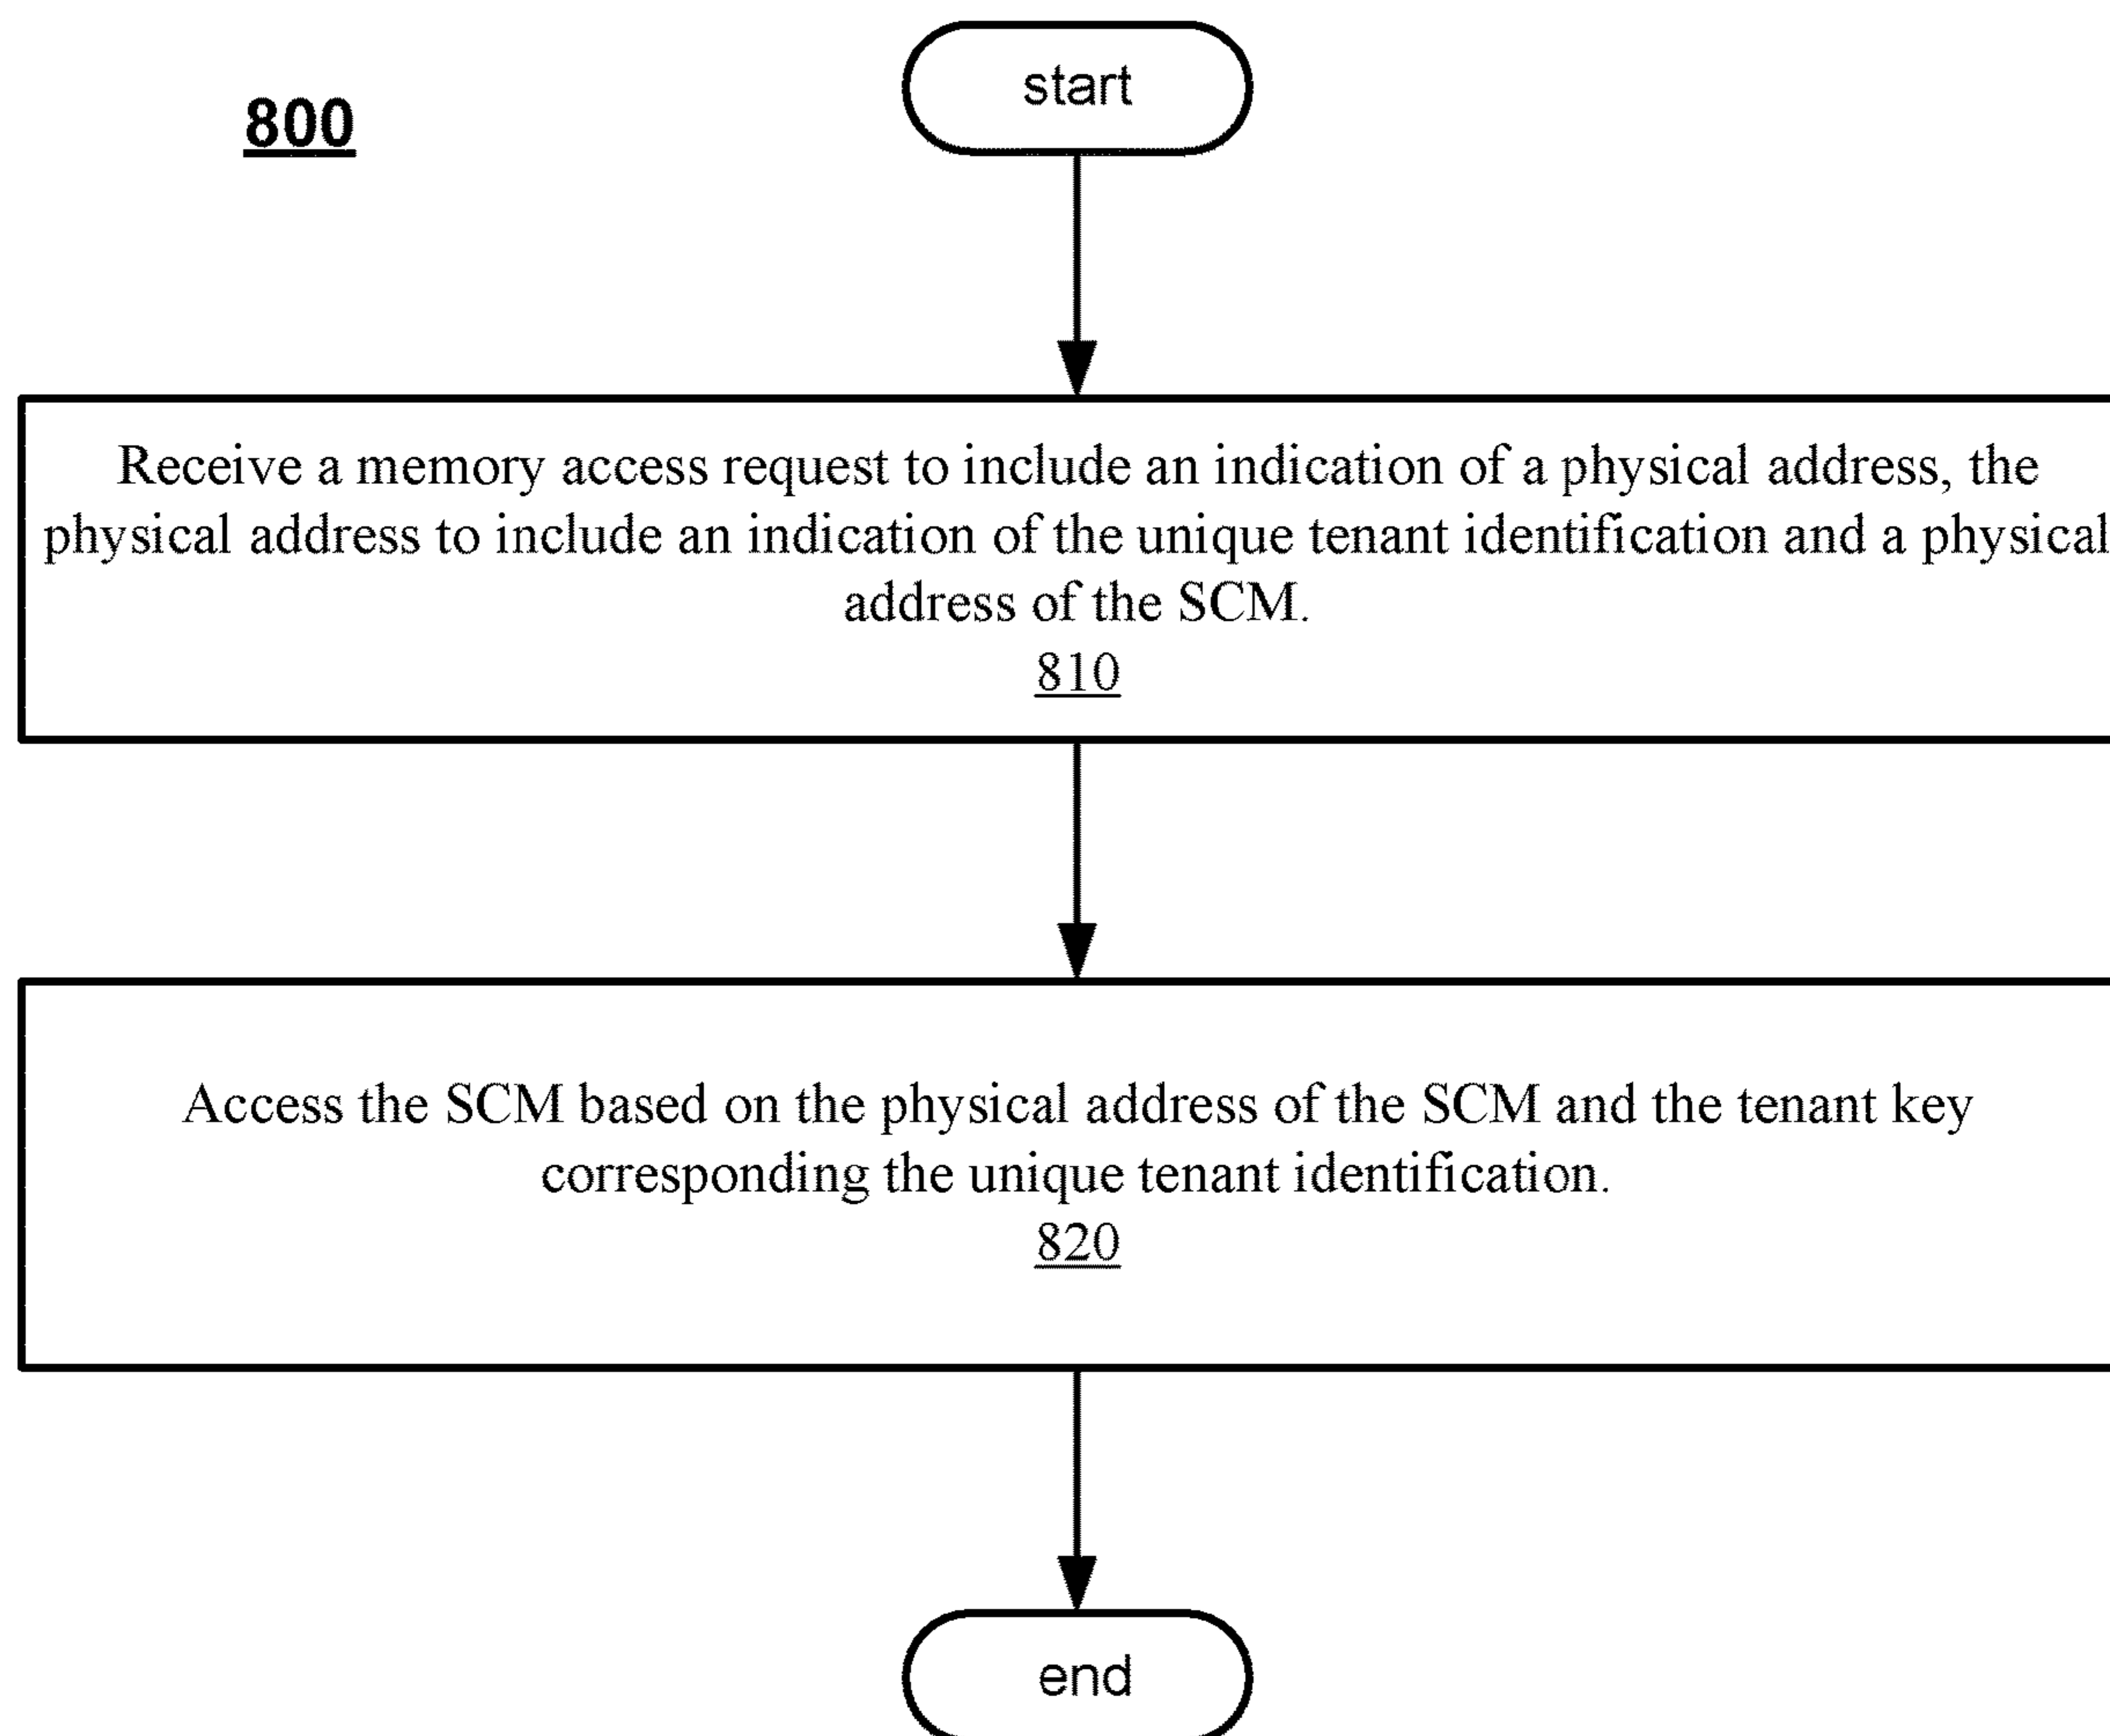 800
start
Receive a memory access request to include an indication of a physical address, the
physical address to include an indication of the unique tenant identification and a physical
address of the SCM.
810
Access the SCM based on the physical address of the SCM and the tenant key
corresponding the unique tenant identification.
820
end